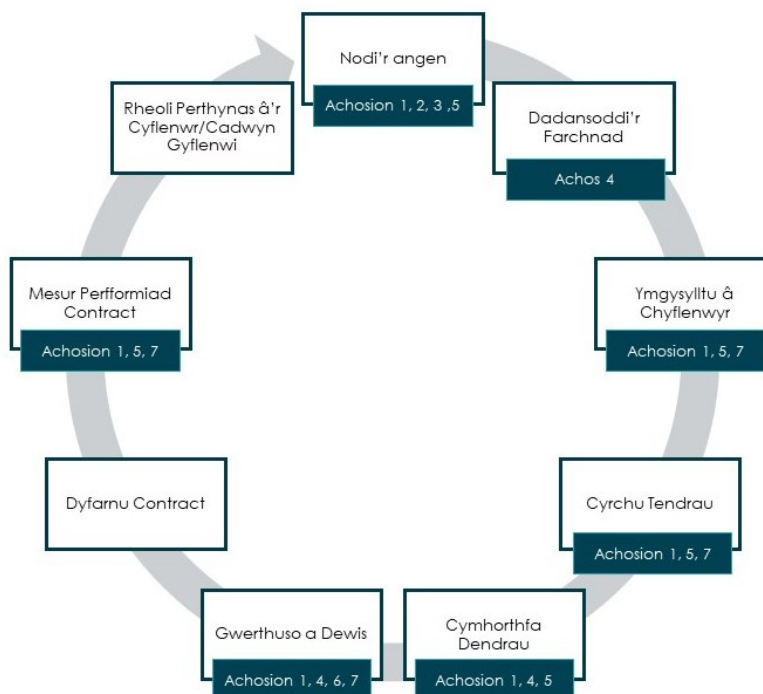 Nodi'r angen
Achosion 1, 2, 3 ,5
Dadansoddi'r
Farchnad
Achos 4
Ymgysylltu â
Chyflenwyr
Achosion 1, 5, 7
Cyrchu Tendrau
Achosion 1, 5, 7
Cymhorthfa
Dendrau
Achosion 1, 4, 5
Gwerthuso a Dewis
Achosion 1, 4, 6, 7
Dyfarnu Contract
Mesur Perfformiad
Contract
Achosion 1, 5, 7
Rheoli Perthynas â'r
Cyflenwr/Cadwyn
Gyflenwi